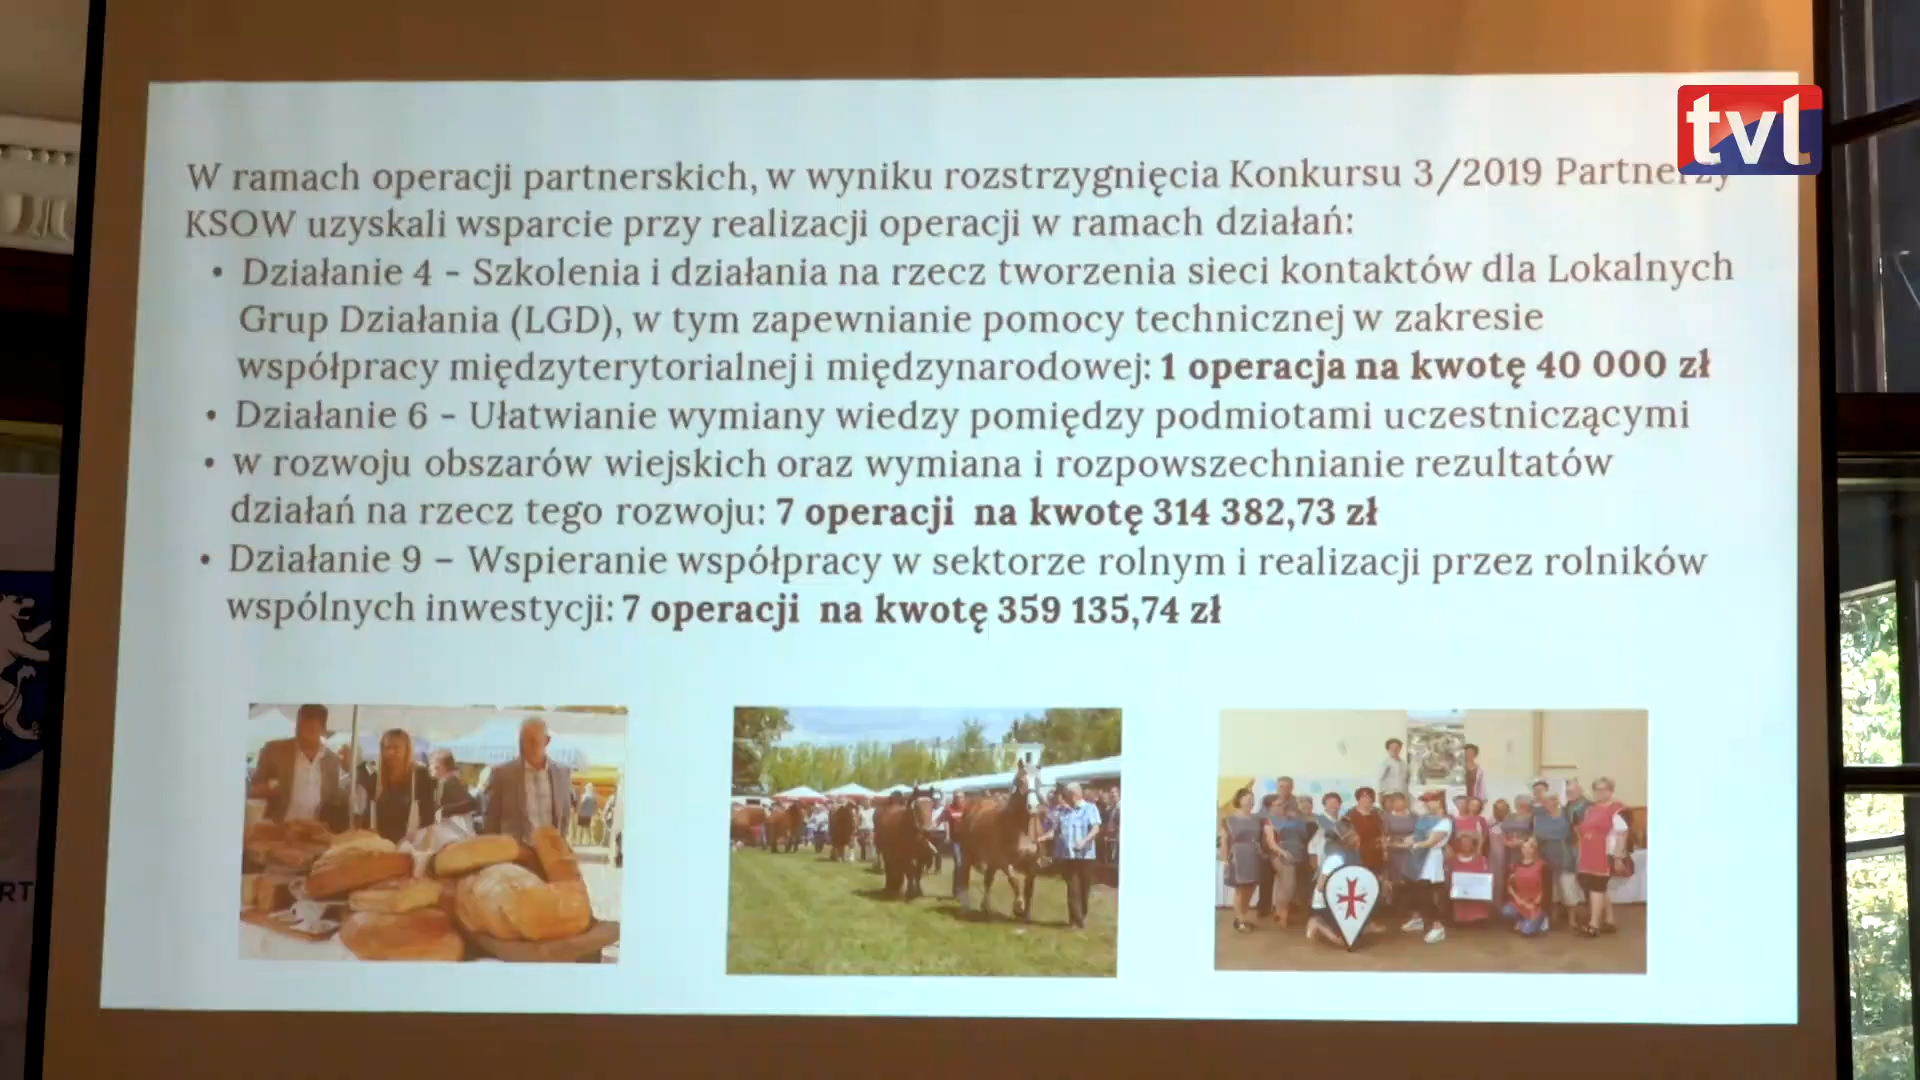 tvl
W ramach operacji partnerskich, w wyniku rozstrzygnięcia Konkursu 3/2019 Partnerzy
KSOW uzyskali wsparcie przy realizacji operacji w ramach działań:
• Działanie 4 - Szkolenia i działania na rzecz tworzenia sieci kontaktów dla Lokalnych
Grup Działania (LGD), w tym zapewnianie pomocy technicznej w zakresie
współpracy międzyterytorialnej i międzynarodowej: 1 operacja na kwotę 40 000 zł
• Działanie 6 - Ułatwianie wymiany wiedzy pomiędzy podmiotami uczestniczącymi
• w rozwoju obszarów wiejskich oraz wymiana i rozpowszechnianie rezultatów
działań na rzecz tego rozwoju: 7 operacji na kwotę 314 382,73 zł
• Działanie 9 – Wspieranie współpracy w sektorze rolnym i realizacji przez rolników
wspólnych inwestycji: 7 operacji na kwotę 359 135,74 zł
RT